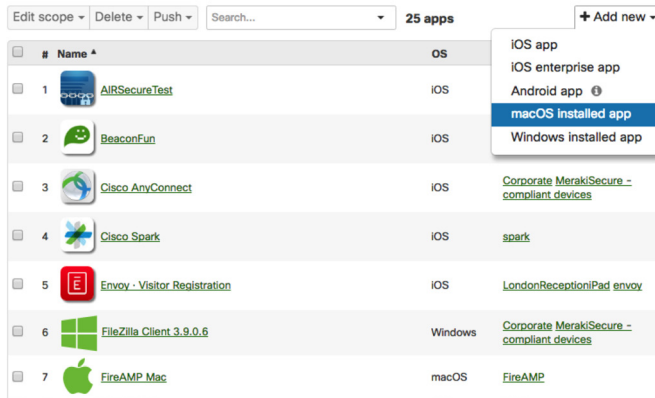 Edit scope Delete Push Search... 25 apps + Add new
# Name OS
iOS app
iOS enterprise app
Android app
macOS installed app
Windows installed app
1 AIRSecureTest iOS
2 BeaconFun iOS
3 Cisco AnyConnect iOS Corporate MerakiSecure -
compliant devices
4 Cisco Spark iOS spark
5 E Envoy · Visitor Registration iOS LondonReceptioniPad envoy
6 FileZilla Client 3.9.0.6 Windows Corporate MerakiSecure -
compliant devices
7 FireAMP Mac macOS FireAMP